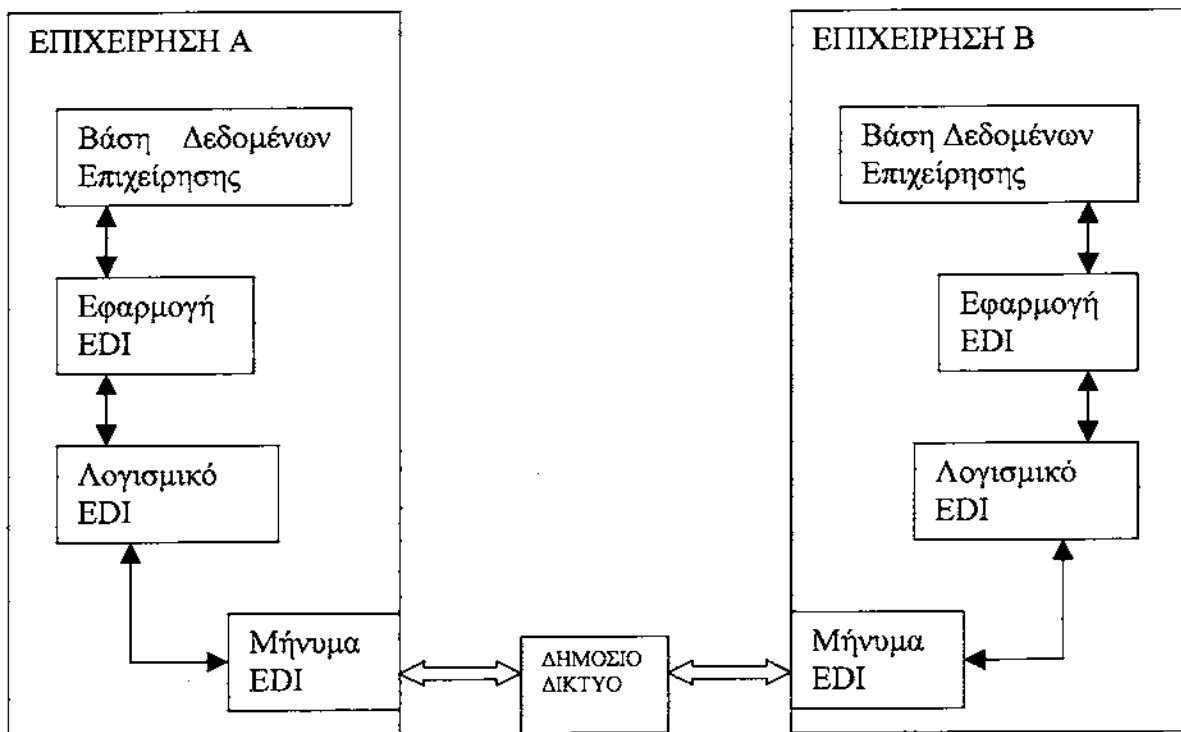 ΕΠΙΧΕΙΡΗΣΗ Α
Βάση Δεδομένων
Επιχείρησης
Εφαρμογή
EDI
Λογισμικό
EDI
Μήνυμα
EDI
ΔΗΜΟΣΙΟ
ΔΙΚΤΥΟ
ΕΠΙΧΕΙΡΗΣΗ Β
Βάση Δεδομένων
Επιχείρησης
Εφαρμογή
EDI
Λογισμικό
EDI
Μήνυμα
EDI